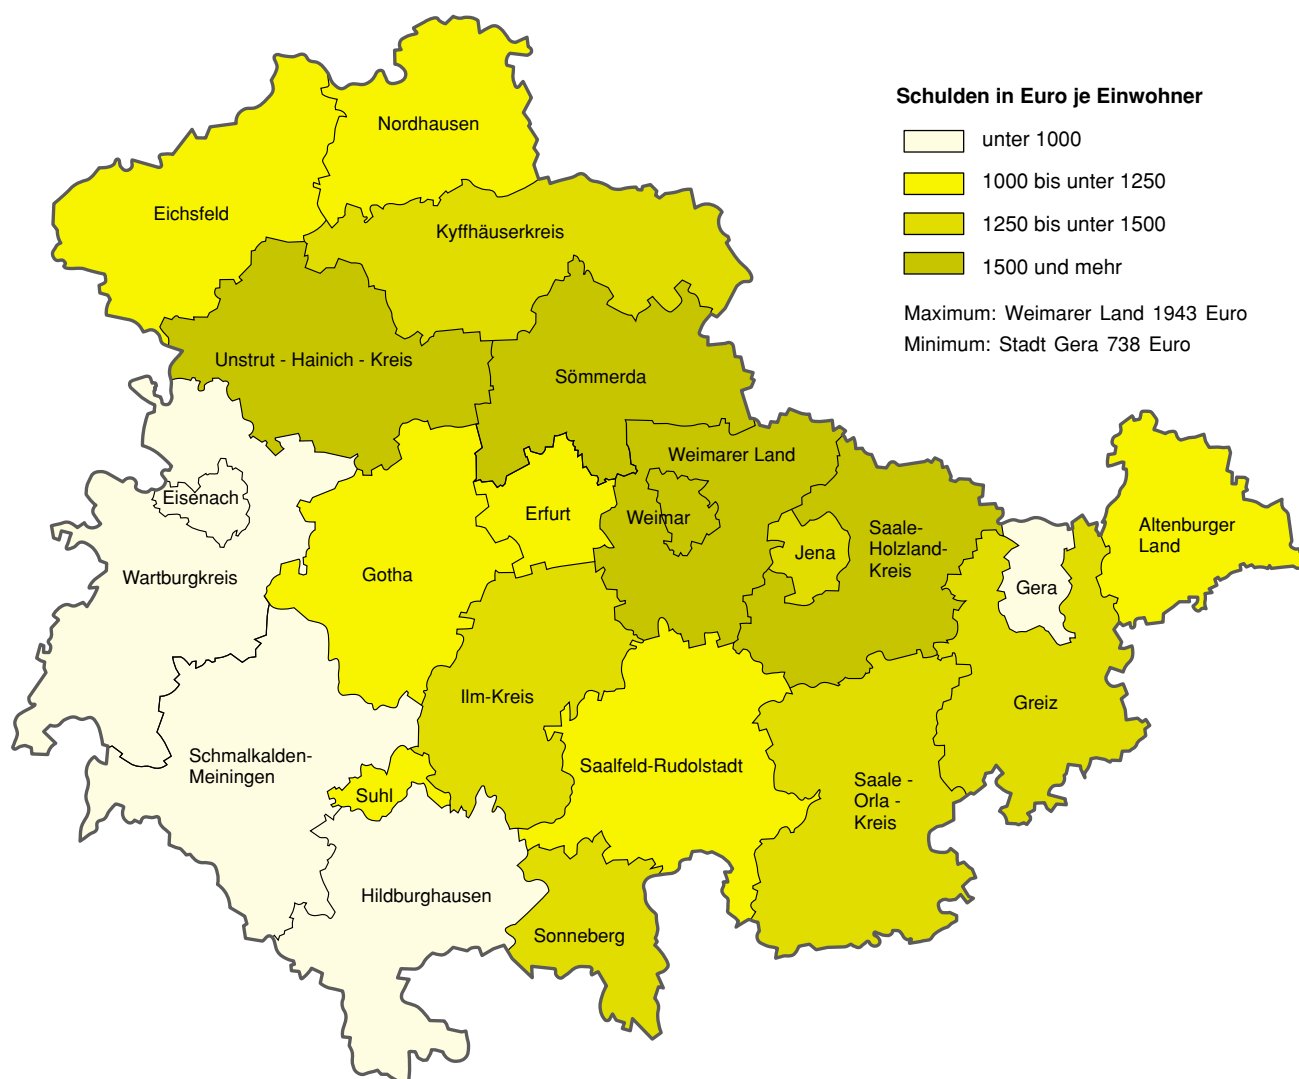 Schulden in Euro je Einwohner
unter 1000
1000 bis unter 1250
1250 bis unter 1500
1500 und mehr
Maximum: Weimarer Land 1943 Euro
Minimum: Stadt Gera 738 Euro
Nordhausen
Eichsfeld
Kyffhäuserkreis
Unstrut - Hainich - Kreis
Sömmerda
Weimarer Land
Eisenach
Erfurt
Weimar
Saale-
Holzland-
Kreis
Jena
Altenburger
Land
Wartburgkreis
Gotha
Gera
Ilm-Kreis
Greiz
Schmalkalden-
Meiningen
Saalfeld-Rudolstadt
Suhl
Saale -
Orla -
Kreis
Hildburghausen
Sonneberg